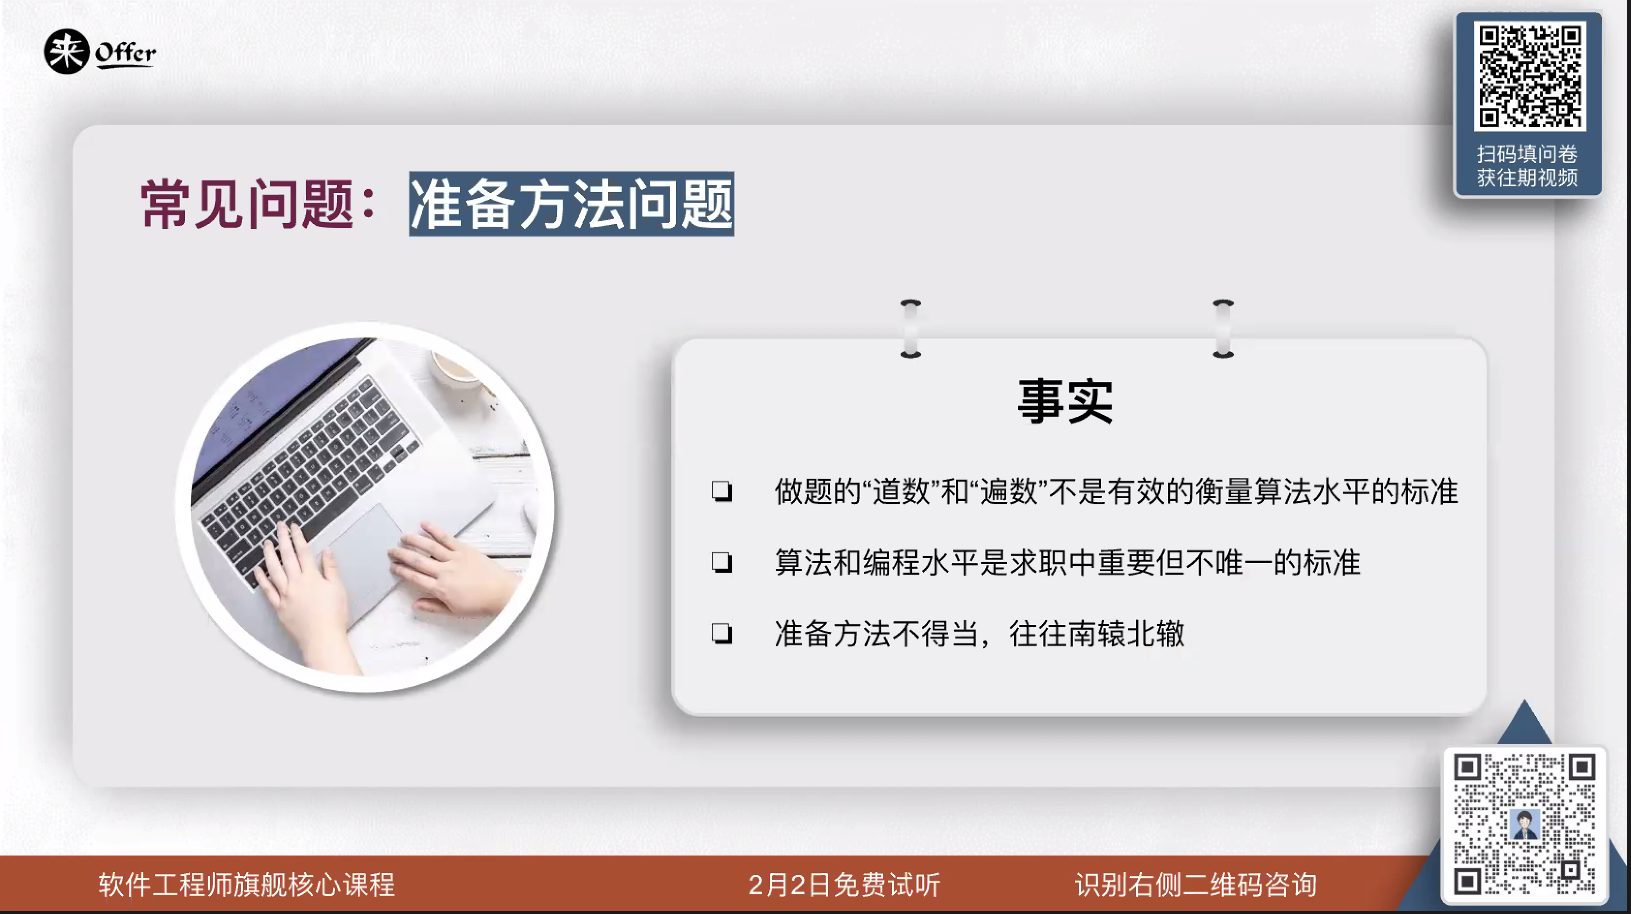 来 Offer
扫码填问卷
获往期视频
常见问题：准备方法问题
事实
做题的“道数”和“遍数”不是有效的衡量算法水平的标准
算法和编程水平是求职中重要但不唯一的标准
准备方法不得当，往往南辕北辙
软件工程师旗舰核心课程
2月2日免费试听
识别右侧二维码咨询